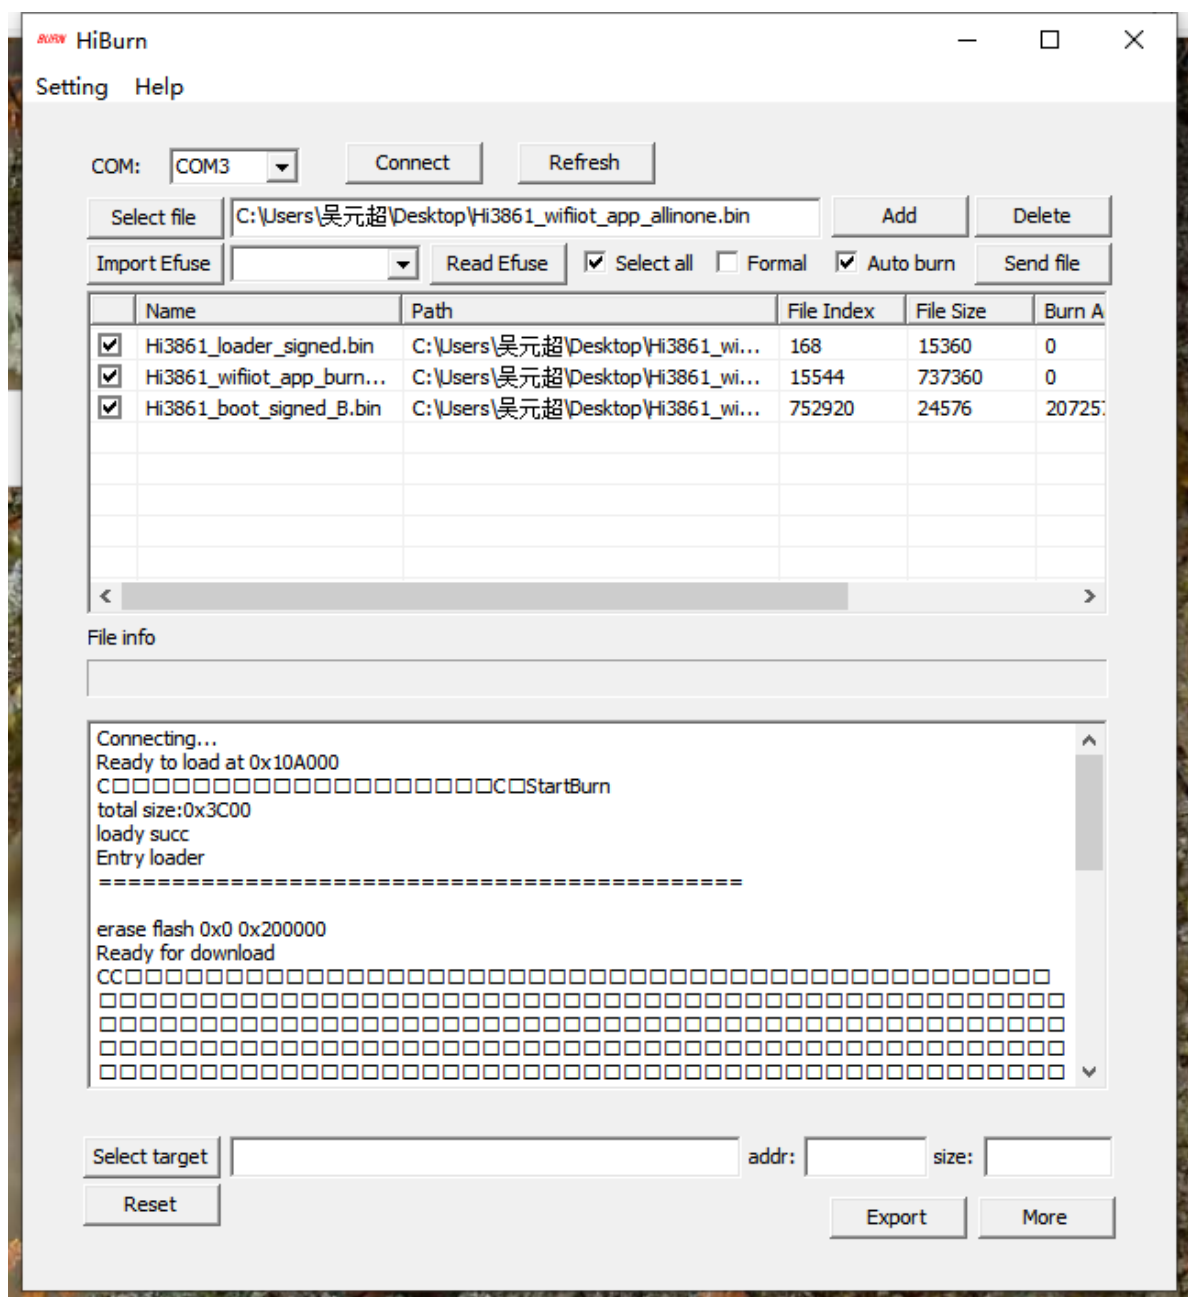 BURN HiBurn
Setting Help
COM: COM3 Connect Refresh
Select file C:\Users\吴元超\Desktop\Hi3861_wifiiot_app_allinone.bin Add Delete
Import Efuse Read Efuse Select all Formal Auto burn Send file
Name Path File Index File Size Burn A
Hi3861_loader_signed.bin C:\Users\吴元超\Desktop\Hi3861_wi... 168 15360 0
Hi3861_wifiiot_app_burn... C:\Users\吴元超\Desktop\Hi3861_wi... 15544 737360 0
Hi3861_boot_signed_B.bin C:\Users\吴元超\Desktop\Hi3861_wi... 752920 24576 20725
File info
Connecting...
Ready to load at 0x10A000
C□□□□□□□□□□□□□□□□□□□C□StartBurn
total size:0x3C00
loady succ
Entry loader
============================================
erase flash 0x0 0x200000
Ready for download
CC□□□□□□□□□□□□□□□□□□□□□□□□□□□□□□□□□□□□□□□□□□□□□□
□□□□□□□□□□□□□□□□□□□□□□□□□□□□□□□□□□□□□□□□□□□□□□□□
□□□□□□□□□□□□□□□□□□□□□□□□□□□□□□□□□□□□□□□□□□□□□□□□
□□□□□□□□□□□□□□□□□□□□□□□□□□□□□□□□□□□□□□□□□□□□□□□□
□□□□□□□□□□□□□□□□□□□□□□□□□□□□□□□□□□□□□□□□□□□□□□□□
Select target addr: size:
Reset
Export More